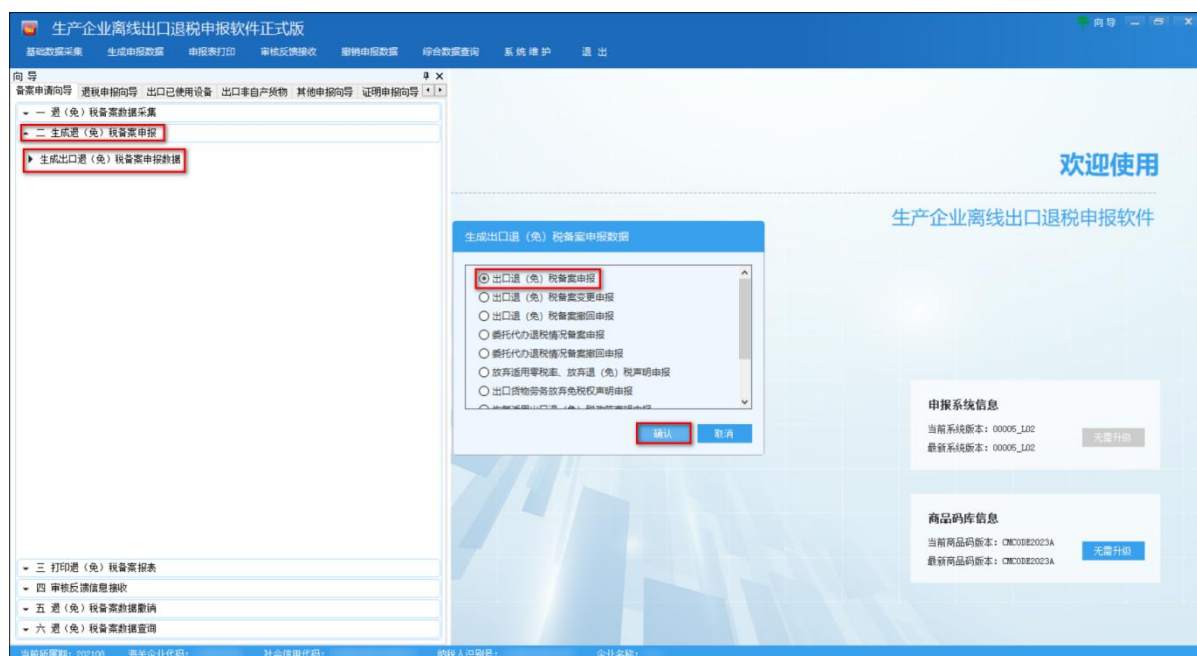 生产企业离线出口退税申报软件正式版
向导
基础数据采集 生成申报数据 申报表打印 审核反馈接收 撤销申报数据 综合数据查询 系统维护 退出
向导
备案申请向导 退税申报向导 出口已使用设备 出口非自产货物 其他申报向导 证明申报向导
一 退(免)税备案数据采集
二 生成退(免)税备案申报
生成出口退(免)税备案申报数据
欢迎使用
生产企业离线出口退税申报软件
生成出口退(免)税备案申报数据
出口退(免)税备案申报
出口退(免)税备案变更申报
出口退(免)税备案撤回申报
委托代办退税情况备案申报
委托代办退税情况备案撤回申报
放弃适用零税率、放弃退(免)税声明申报
出口货物劳务放弃免税权声明申报
确认 取消
申报系统信息
当前系统版本:00005_L02
最新系统版本:00005_L02
无需升级
商品码库信息
当前商品码版本:CMCODE2023A
最新商品码版本:CMCODE2023A
无需升级
三 打印退(免)税备案报表
四 审核反馈信息接收
五 退(免)税备案数据撤销
六 退(免)税备案数据查询
当前所属期:202108 海关企业代码: 社会信用代码: 纳税人识别号: 企业名称: